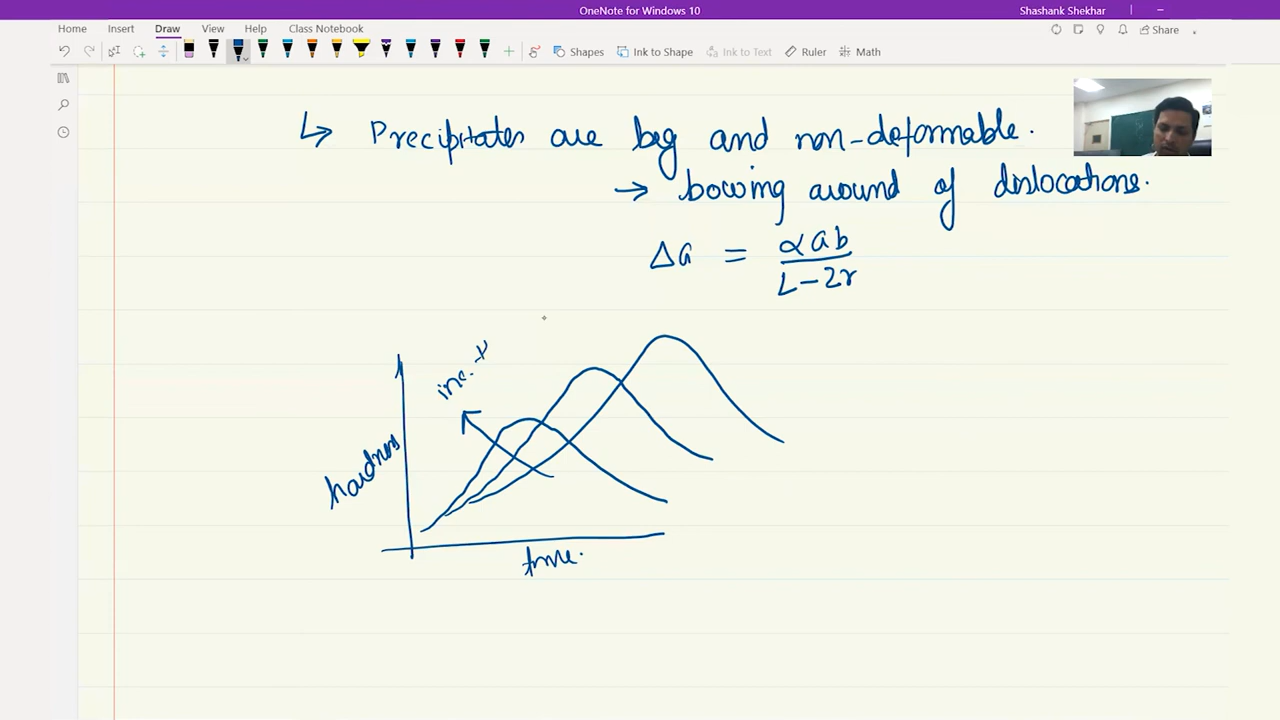 OneNote for Windows 10
Shashank Shekhar
Home Insert Draw View Help Class Notebook
Share
Shapes Ink to Shape Ink to Text Ruler Math
↳ Precipitates are big and non-deformable.
→ bowing around of dislocations.
ΔG = αGb / L-2r
inc. T
hardness
time.